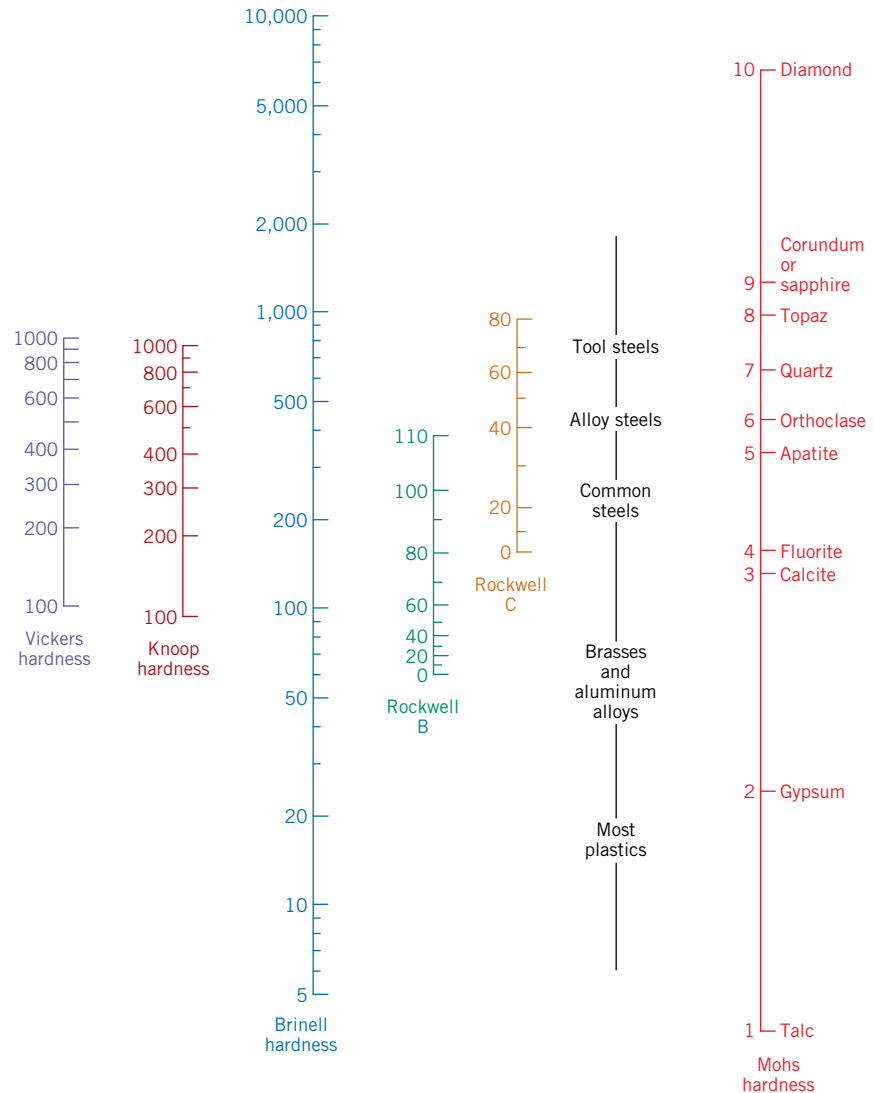 1000
800
600
400
300
200
100
Vickers
hardness
1000
800
600
400
300
200
100
Knoop
hardness
10,000
5,000
2,000
1,000
500
200
100
50
20
10
5
Brinell
hardness
110
100
80
60
40
20
0
Rockwell
B
80
60
40
20
0
Rockwell
C
Tool steels
Alloy steels
Common
steels
Brasses
and
aluminum
alloys
Most
plastics
10 Diamond
Corundum
or
9 sapphire
8 Topaz
7 Quartz
6 Orthoclase
5 Apatite
4 Fluorite
3 Calcite
2 Gypsum
1 Talc
Mohs
hardness